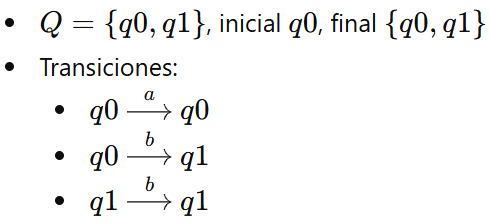 • Q = {q0, q1}, inicial q0, final {q0, q1}
• Transiciones:
• q0 —a→ q0
• q0 —b→ q1
• q1 —b→ q1